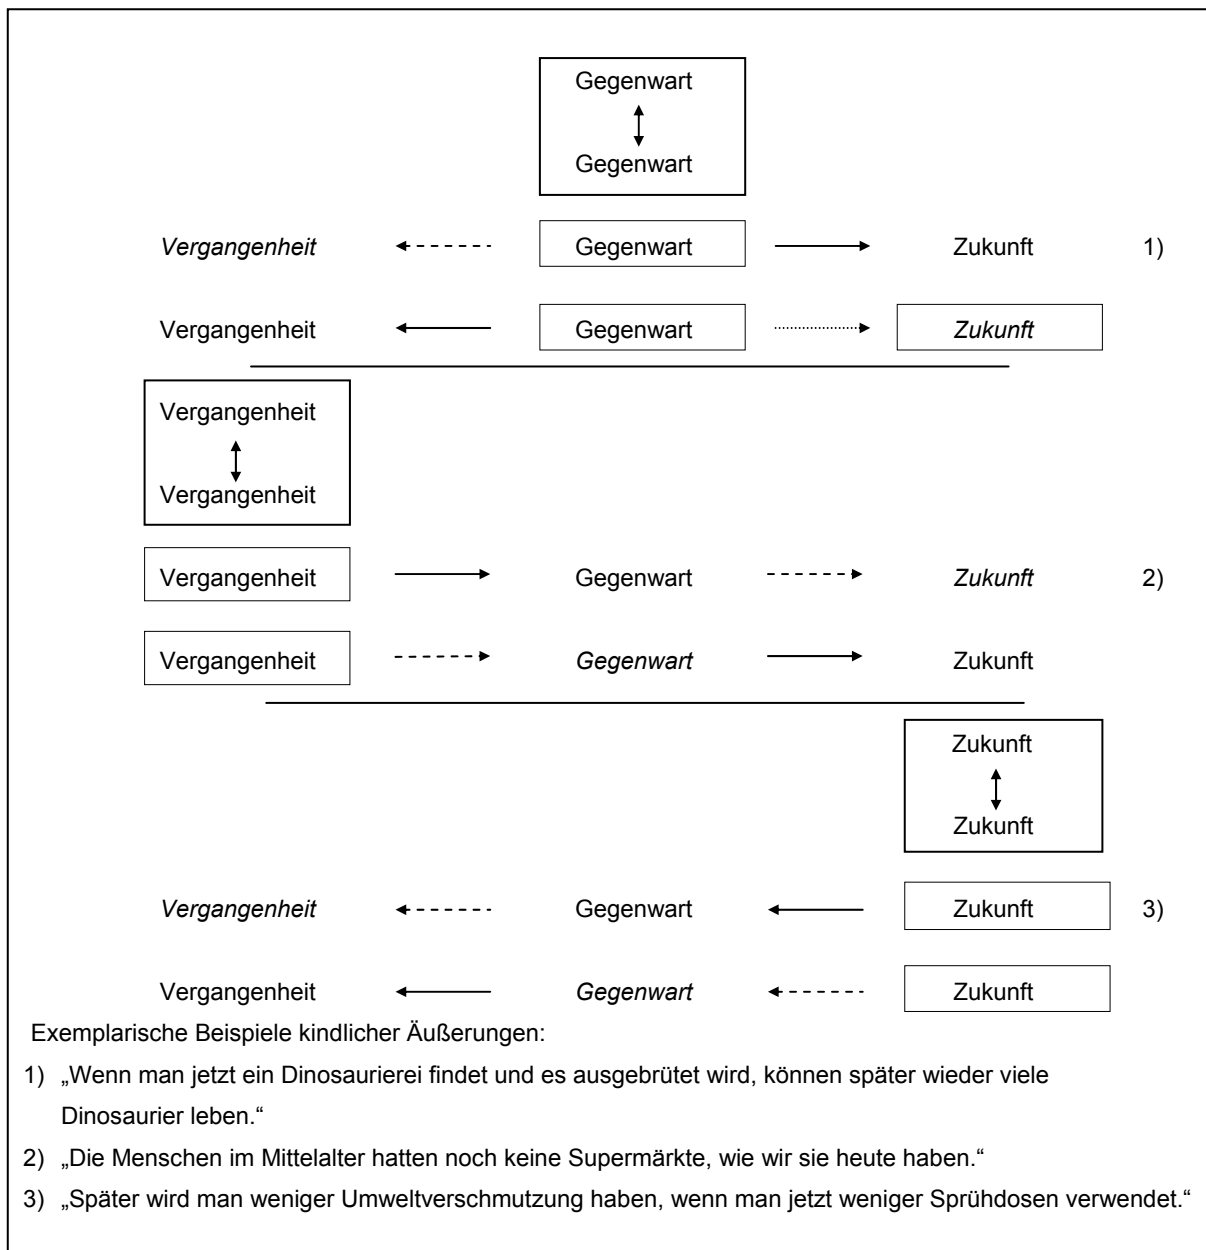 Gegenwart
Gegenwart
Vergangenheit Gegenwart Zukunft 1)
Vergangenheit Gegenwart Zukunft
Vergangenheit
Vergangenheit
Vergangenheit Gegenwart Zukunft 2)
Vergangenheit Gegenwart Zukunft
Zukunft
Zukunft
Vergangenheit Gegenwart Zukunft 3)
Vergangenheit Gegenwart Zukunft
Exemplarische Beispiele kindlicher Äußerungen:
1) „Wenn man jetzt ein Dinosaurierei findet und es ausgebrütet wird, können später wieder viele
Dinosaurier leben.“
2) „Die Menschen im Mittelalter hatten noch keine Supermärkte, wie wir sie heute haben.“
3) „Später wird man weniger Umweltverschmutzung haben, wenn man jetzt weniger Sprühdosen verwendet.“